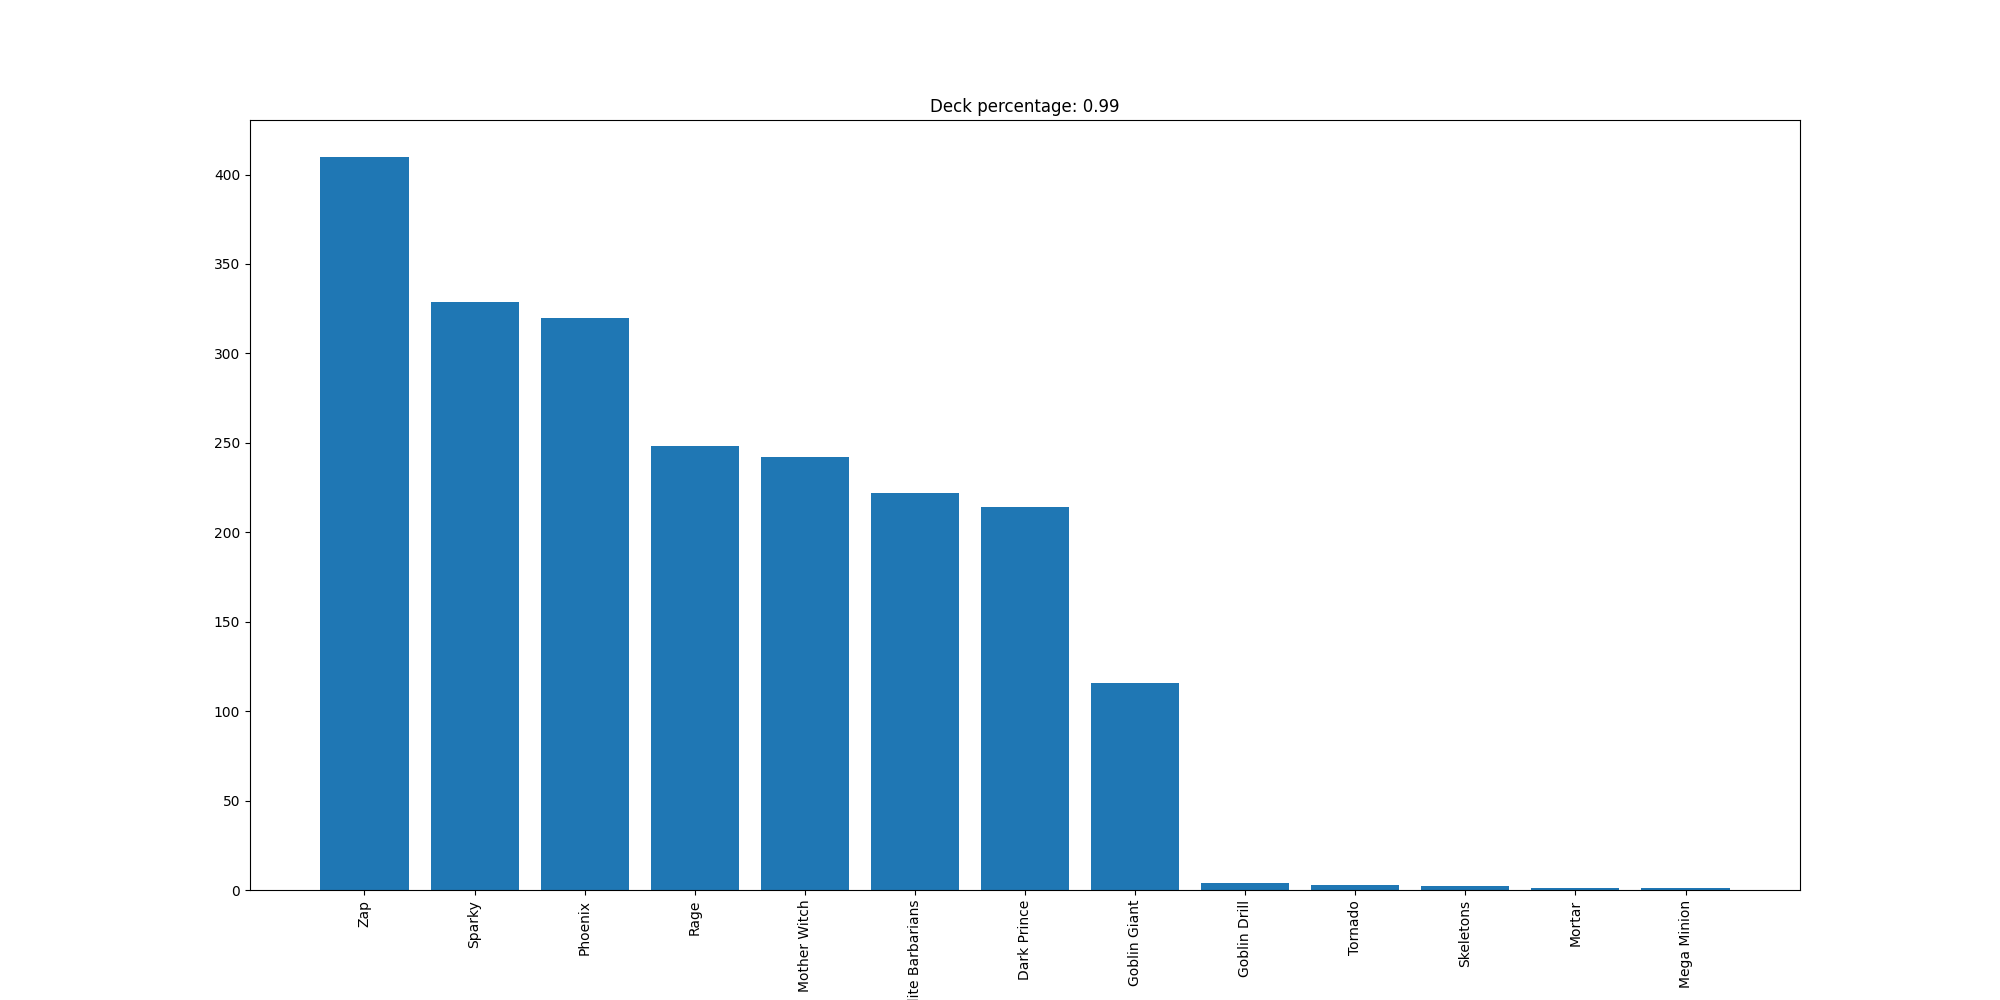 Deck percentage: 0.99
400
350
300
250
200
150
100
50
0
Zap
Sparky
Phoenix
Rage
Mother Witch
lite Barbarians
Dark Prince
Goblin Giant
Goblin Drill
Tornado
Skeletons
Mortar
Mega Minion